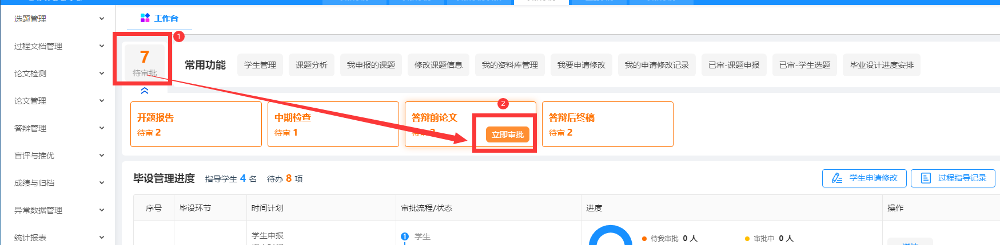 选题管理
过程文档管理
论文检测
论文管理
答辩管理
盲评与推优
成绩与归档
异常数据管理
统计报表
工作台
1
7
待审批
常用功能
学生管理
课题分析
我申报的课题
修改课题信息
我的资料库管理
我要申请修改
我的申请修改记录
已审-课题申报
已审-学生选题
毕业设计进度安排
开题报告
待审 2
中期检查
待审 1
2
答辩前论文
待审 2
立即审批
答辩后终稿
待审 2
毕设管理进度 指导学生 4 名 待办 8 项
学生申请修改
过程指导记录
序号 毕设环节 时间计划 审批流程/状态 进度 操作
学生申报
1 学生
待我审批 0 人
审批中 0 人